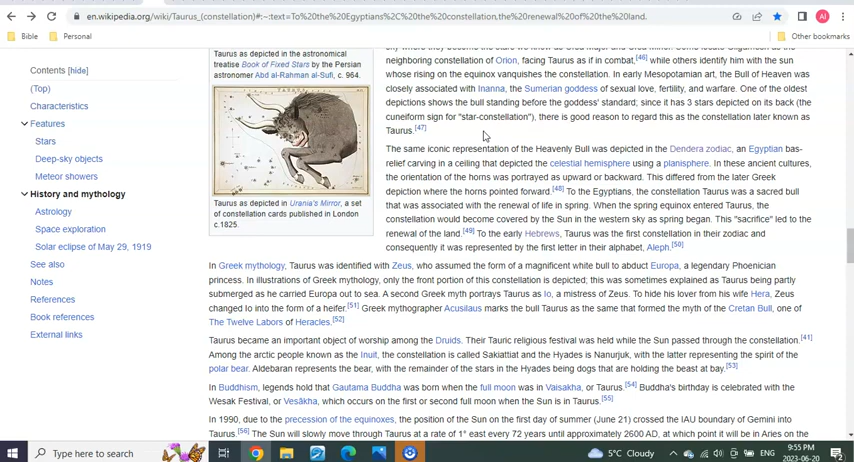 en.wikipedia.org/wiki/Taurus_(constellation)#:~:text=To%20the%20Egyptians%2C%20the%20constellation,the%20renewal%20of%20the%20land.
AI
Bible
Personal
Other bookmarks
Contents [hide]
(Top)
Characteristics
Features
Stars
Deep-sky objects
Meteor showers
History and mythology
Astrology
Space exploration
Solar eclipse of May 29, 1919
See also
Notes
References
Book references
External links
Taurus as depicted in the astronomical
treatise Book of Fixed Stars by the Persian
astronomer Abd al-Rahman al-Sufi, c. 964.
Taurus as depicted in Urania's Mirror, a set
of constellation cards published in London
c.1825.
neighboring constellation of Orion, facing Taurus as if in combat,[46] while others identify him with the sun
whose rising on the equinox vanquishes the constellation. In early Mesopotamian art, the Bull of Heaven was
closely associated with Inanna, the Sumerian goddess of sexual love, fertility, and warfare. One of the oldest
depictions shows the bull standing before the goddess' standard; since it has 3 stars depicted on its back (the
cuneiform sign for "star-constellation"), there is good reason to regard this as the constellation later known as
Taurus.[47]
The same iconic representation of the Heavenly Bull was depicted in the Dendera zodiac, an Egyptian bas-
relief carving in a ceiling that depicted the celestial hemisphere using a planisphere. In these ancient cultures,
the orientation of the horns was portrayed as upward or backward. This differed from the later Greek
depiction where the horns pointed forward.[48] To the Egyptians, the constellation Taurus was a sacred bull
that was associated with the renewal of life in spring. When the spring equinox entered Taurus, the
constellation would become covered by the Sun in the western sky as spring began. This "sacrifice" led to the
renewal of the land.[49] To the early Hebrews, Taurus was the first constellation in their zodiac and
consequently it was represented by the first letter in their alphabet, Aleph.[50]
In Greek mythology, Taurus was identified with Zeus, who assumed the form of a magnificent white bull to abduct Europa, a legendary Phoenician
princess. In illustrations of Greek mythology, only the front portion of this constellation is depicted; this was sometimes explained as Taurus being partly
submerged as he carried Europa out to sea. A second Greek myth portrays Taurus as Io, a mistress of Zeus. To hide his lover from his wife Hera, Zeus
changed Io into the form of a heifer.[51] Greek mythographer Acusilaus marks the bull Taurus as the same that formed the myth of the Cretan Bull, one of
The Twelve Labors of Heracles.[52]
Taurus became an important object of worship among the Druids. Their Tauric religious festival was held while the Sun passed through the constellation.[41]
Among the arctic people known as the Inuit, the constellation is called Sakiattiat and the Hyades is Nanurjuk, with the latter representing the spirit of the
polar bear. Aldebaran represents the bear, with the remainder of the stars in the Hyades being dogs that are holding the beast at bay.[53]
In Buddhism, legends hold that Gautama Buddha was born when the full moon was in Vaisakha, or Taurus.[54] Buddha's birthday is celebrated with the
Wesak Festival, or Vesākha, which occurs on the first or second full moon when the Sun is in Taurus.[55]
In 1990, due to the precession of the equinoxes, the position of the Sun on the first day of summer (June 21) crossed the IAU boundary of Gemini into
Taurus.[56] The Sun will slowly move through Taurus at a rate of 1° east every 72 years until approximately 2600 AD, at which point it will be in Aries on the
Type here to search
5°C Cloudy
9:55 PM
2023-06-20
2